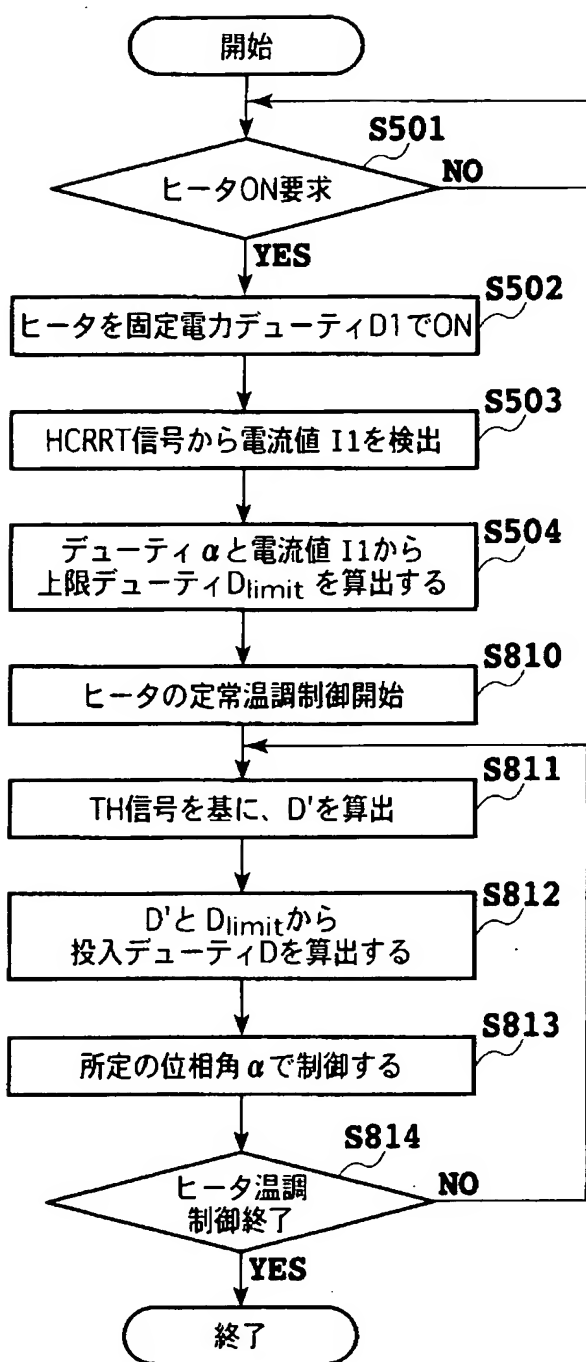 開始
S501
ヒータON要求
NO
YES
S502
ヒータを固定電力デューティD1でON
S503
HCRRT信号から電流値 I1を検出
S504
デューティαと電流値 I1から
上限デューティDlimit を算出する
S810
ヒータの定常温調制御開始
S811
TH信号を基に、D'を算出
S812
D'とDlimitから
投入デューティDを算出する
S813
所定の位相角αで制御する
S814
ヒータ温調
制御終了
NO
YES
終了